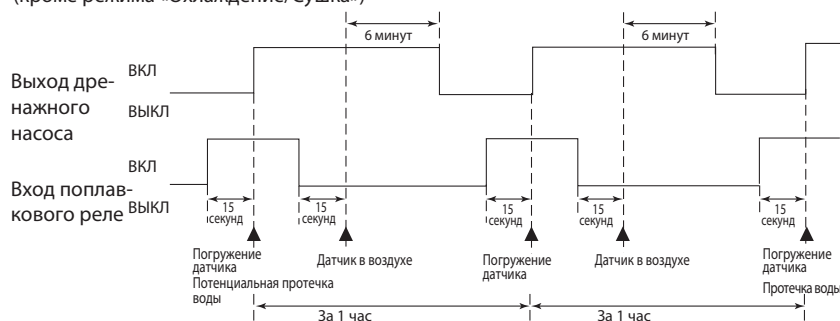 (кроме режима «Охлаждение/Сушка»)
6 минут
6 минут
Выход дре-
нажного
насоса
ВКЛ
ВЫКЛ
Вход поплав-
кового реле
ВКЛ
ВЫКЛ
15
секунд
15
секунд
15
секунд
15
секунд
15
секунд
Погружение
датчика
Потенциальная протечка
воды
Датчик в воздухе
Погружение
датчика
Датчик в воздухе
Погружение
датчика
Протечка воды
За 1 час
За 1 час